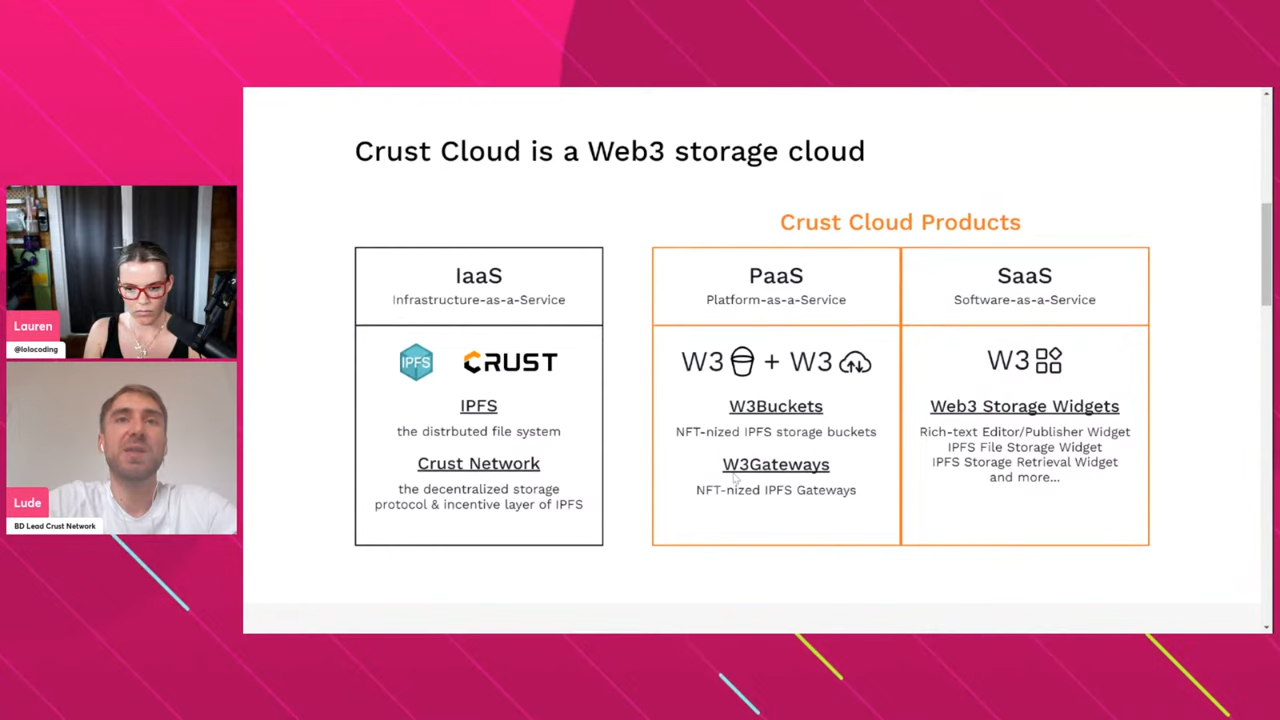 Crust Cloud is a Web3 storage cloud
Crust Cloud Products
IaaS
Infrastructure-as-a-Service
IPFS
CRUST
IPFS
the distrbuted file system
Crust Network
the decentralized storage
protocol & incentive layer of IPFS
PaaS
Platform-as-a-Service
W3 + W3
W3Buckets
NFT-nized IPFS storage buckets
W3Gateways
NFT-nized IPFS Gateways
SaaS
Software-as-a-Service
W3
Web3 Storage Widgets
Rich-text Editor/Publisher Widget
IPFS File Storage Widget
IPFS Storage Retrieval Widget
and more...
Lauren
@lolocoding
Lude
BD Lead Crust Network